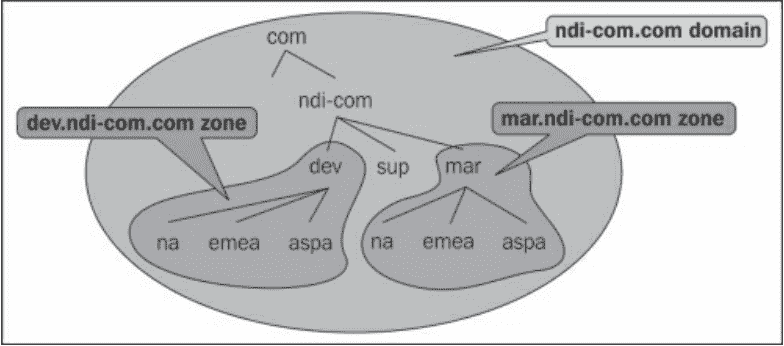 com
ndi-com.com domain
ndi-com
dev.ndi-com.com zone
mar.ndi-com.com zone
dev sup mar
na emea aspa na emea aspa